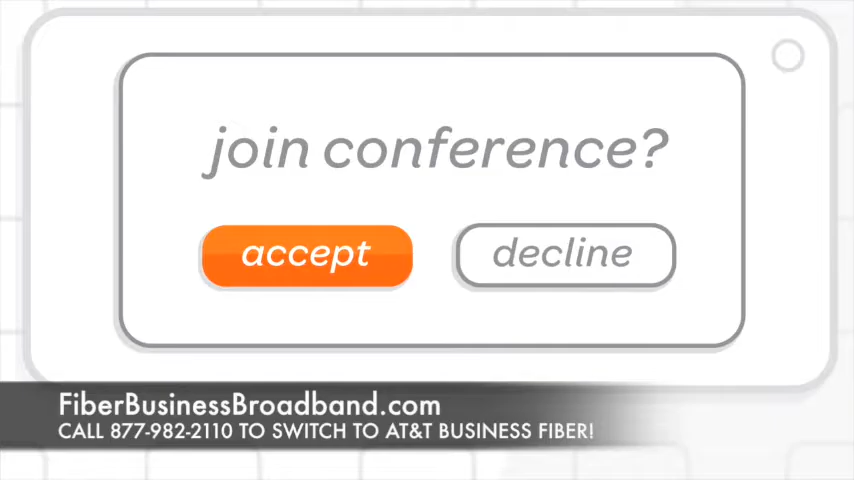 join conference?
accept
decline
FiberBusinessBroadband.com
CALL 877-982-2110 TO SWITCH TO AT&T BUSINESS FIBER!